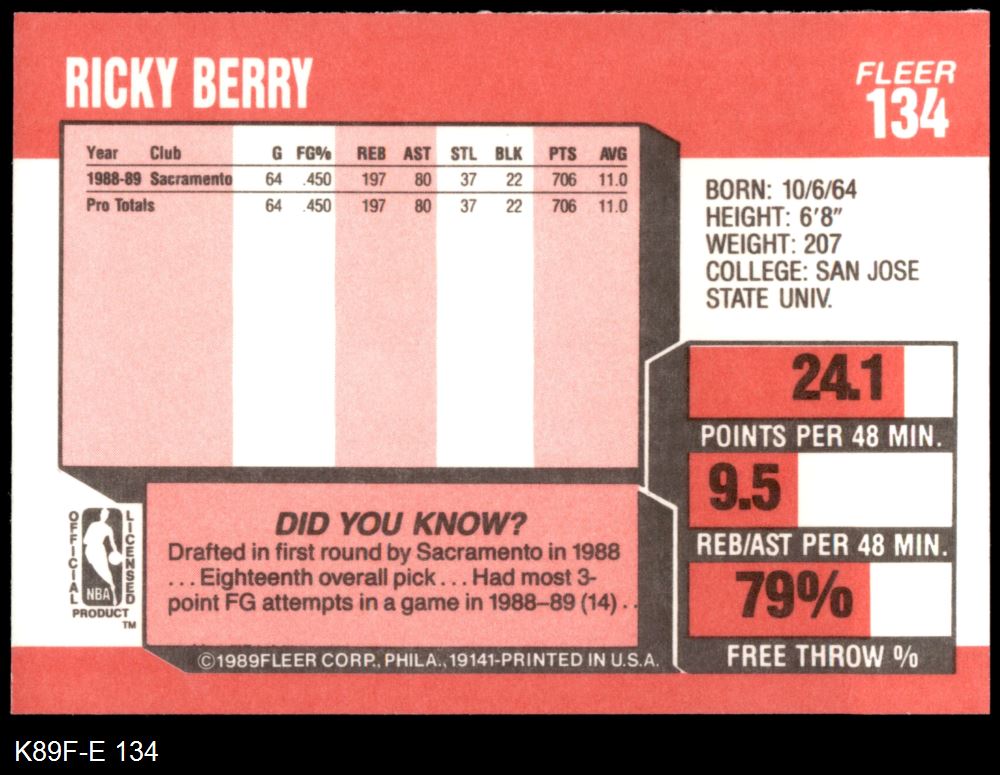 RICKY BERRY
FLEER
134
Year Club G FG% REB AST STL BLK PTS AVG
1988-89 Sacramento 64 .450 197 80 37 22 706 11.0
Pro Totals 64 .450 197 80 37 22 706 11.0
BORN: 10/6/64
HEIGHT: 6'8"
WEIGHT: 207
COLLEGE: SAN JOSE
STATE UNIV.
24.1
POINTS PER 48 MIN.
9.5
REB/AST PER 48 MIN.
79%
FREE THROW %
OFFICIAL
LICENSED
NBA
PRODUCT
TM
DID YOU KNOW?
Drafted in first round by Sacramento in 1988
... Eighteenth overall pick ... Had most 3-
point FG attempts in a game in 1988–89 (14) ..
©1989 FLEER CORP., PHILA., 19141-PRINTED IN U.S.A.
K89F-E 134